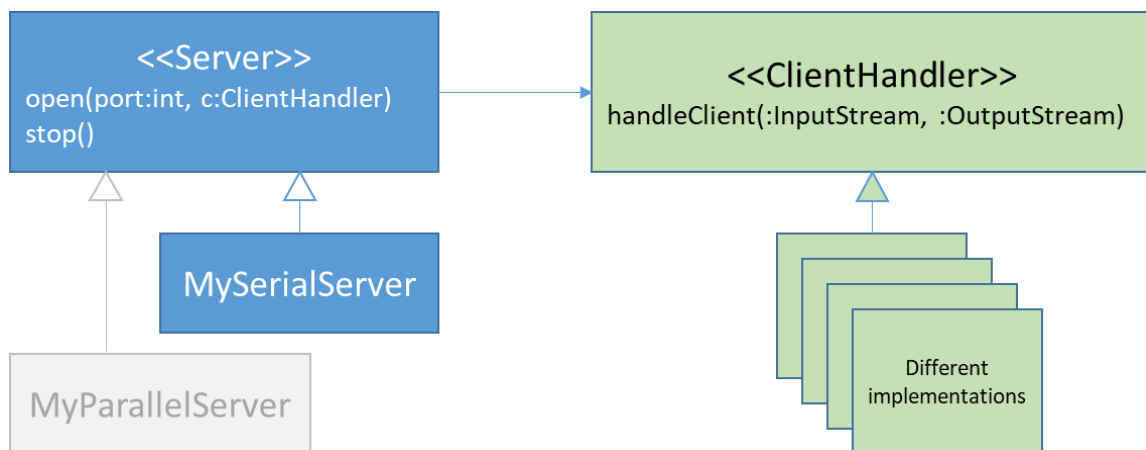 <<Server>>
open(port:int, c:ClientHandler)
stop()
<<ClientHandler>>
handleClient(:InputStream, :OutputStream)
MySerialServer
MyParallelServer
Different
implementations